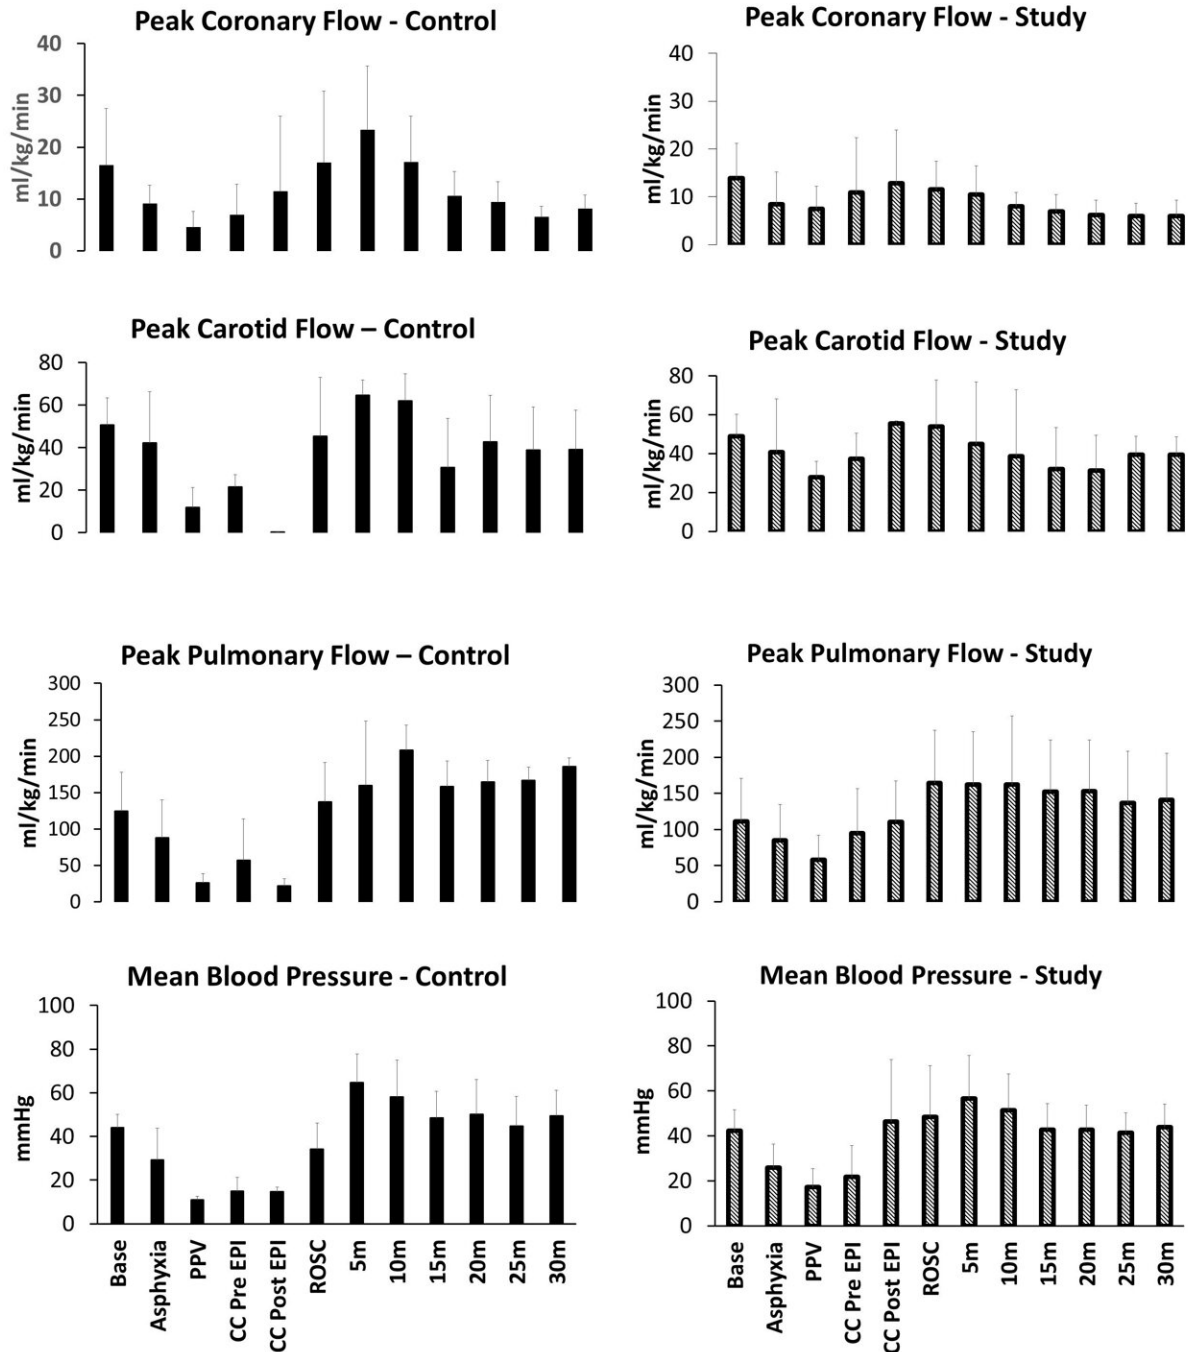 Peak Coronary Flow - Control
40
30
20
10
0
ml/kg/min
Peak Coronary Flow - Study
40
30
20
10
0
ml/kg/min
Peak Carotid Flow – Control
80
60
40
20
0
ml/kg/min
Peak Carotid Flow - Study
80
60
40
20
0
ml/kg/min
Peak Pulmonary Flow – Control
300
250
200
150
100
50
0
ml/kg/min
Peak Pulmonary Flow - Study
300
250
200
150
100
50
0
ml/kg/min
Mean Blood Pressure - Control
100
80
60
40
20
0
mmHg
Base
Asphyxia
PPV
CC Pre EPI
CC Post EPI
ROSC
5m
10m
15m
20m
25m
30m
Mean Blood Pressure - Study
100
80
60
40
20
0
mmHg
Base
Asphyxia
PPV
CC Pre EPI
CC Post EPI
ROSC
5m
10m
15m
20m
25m
30m